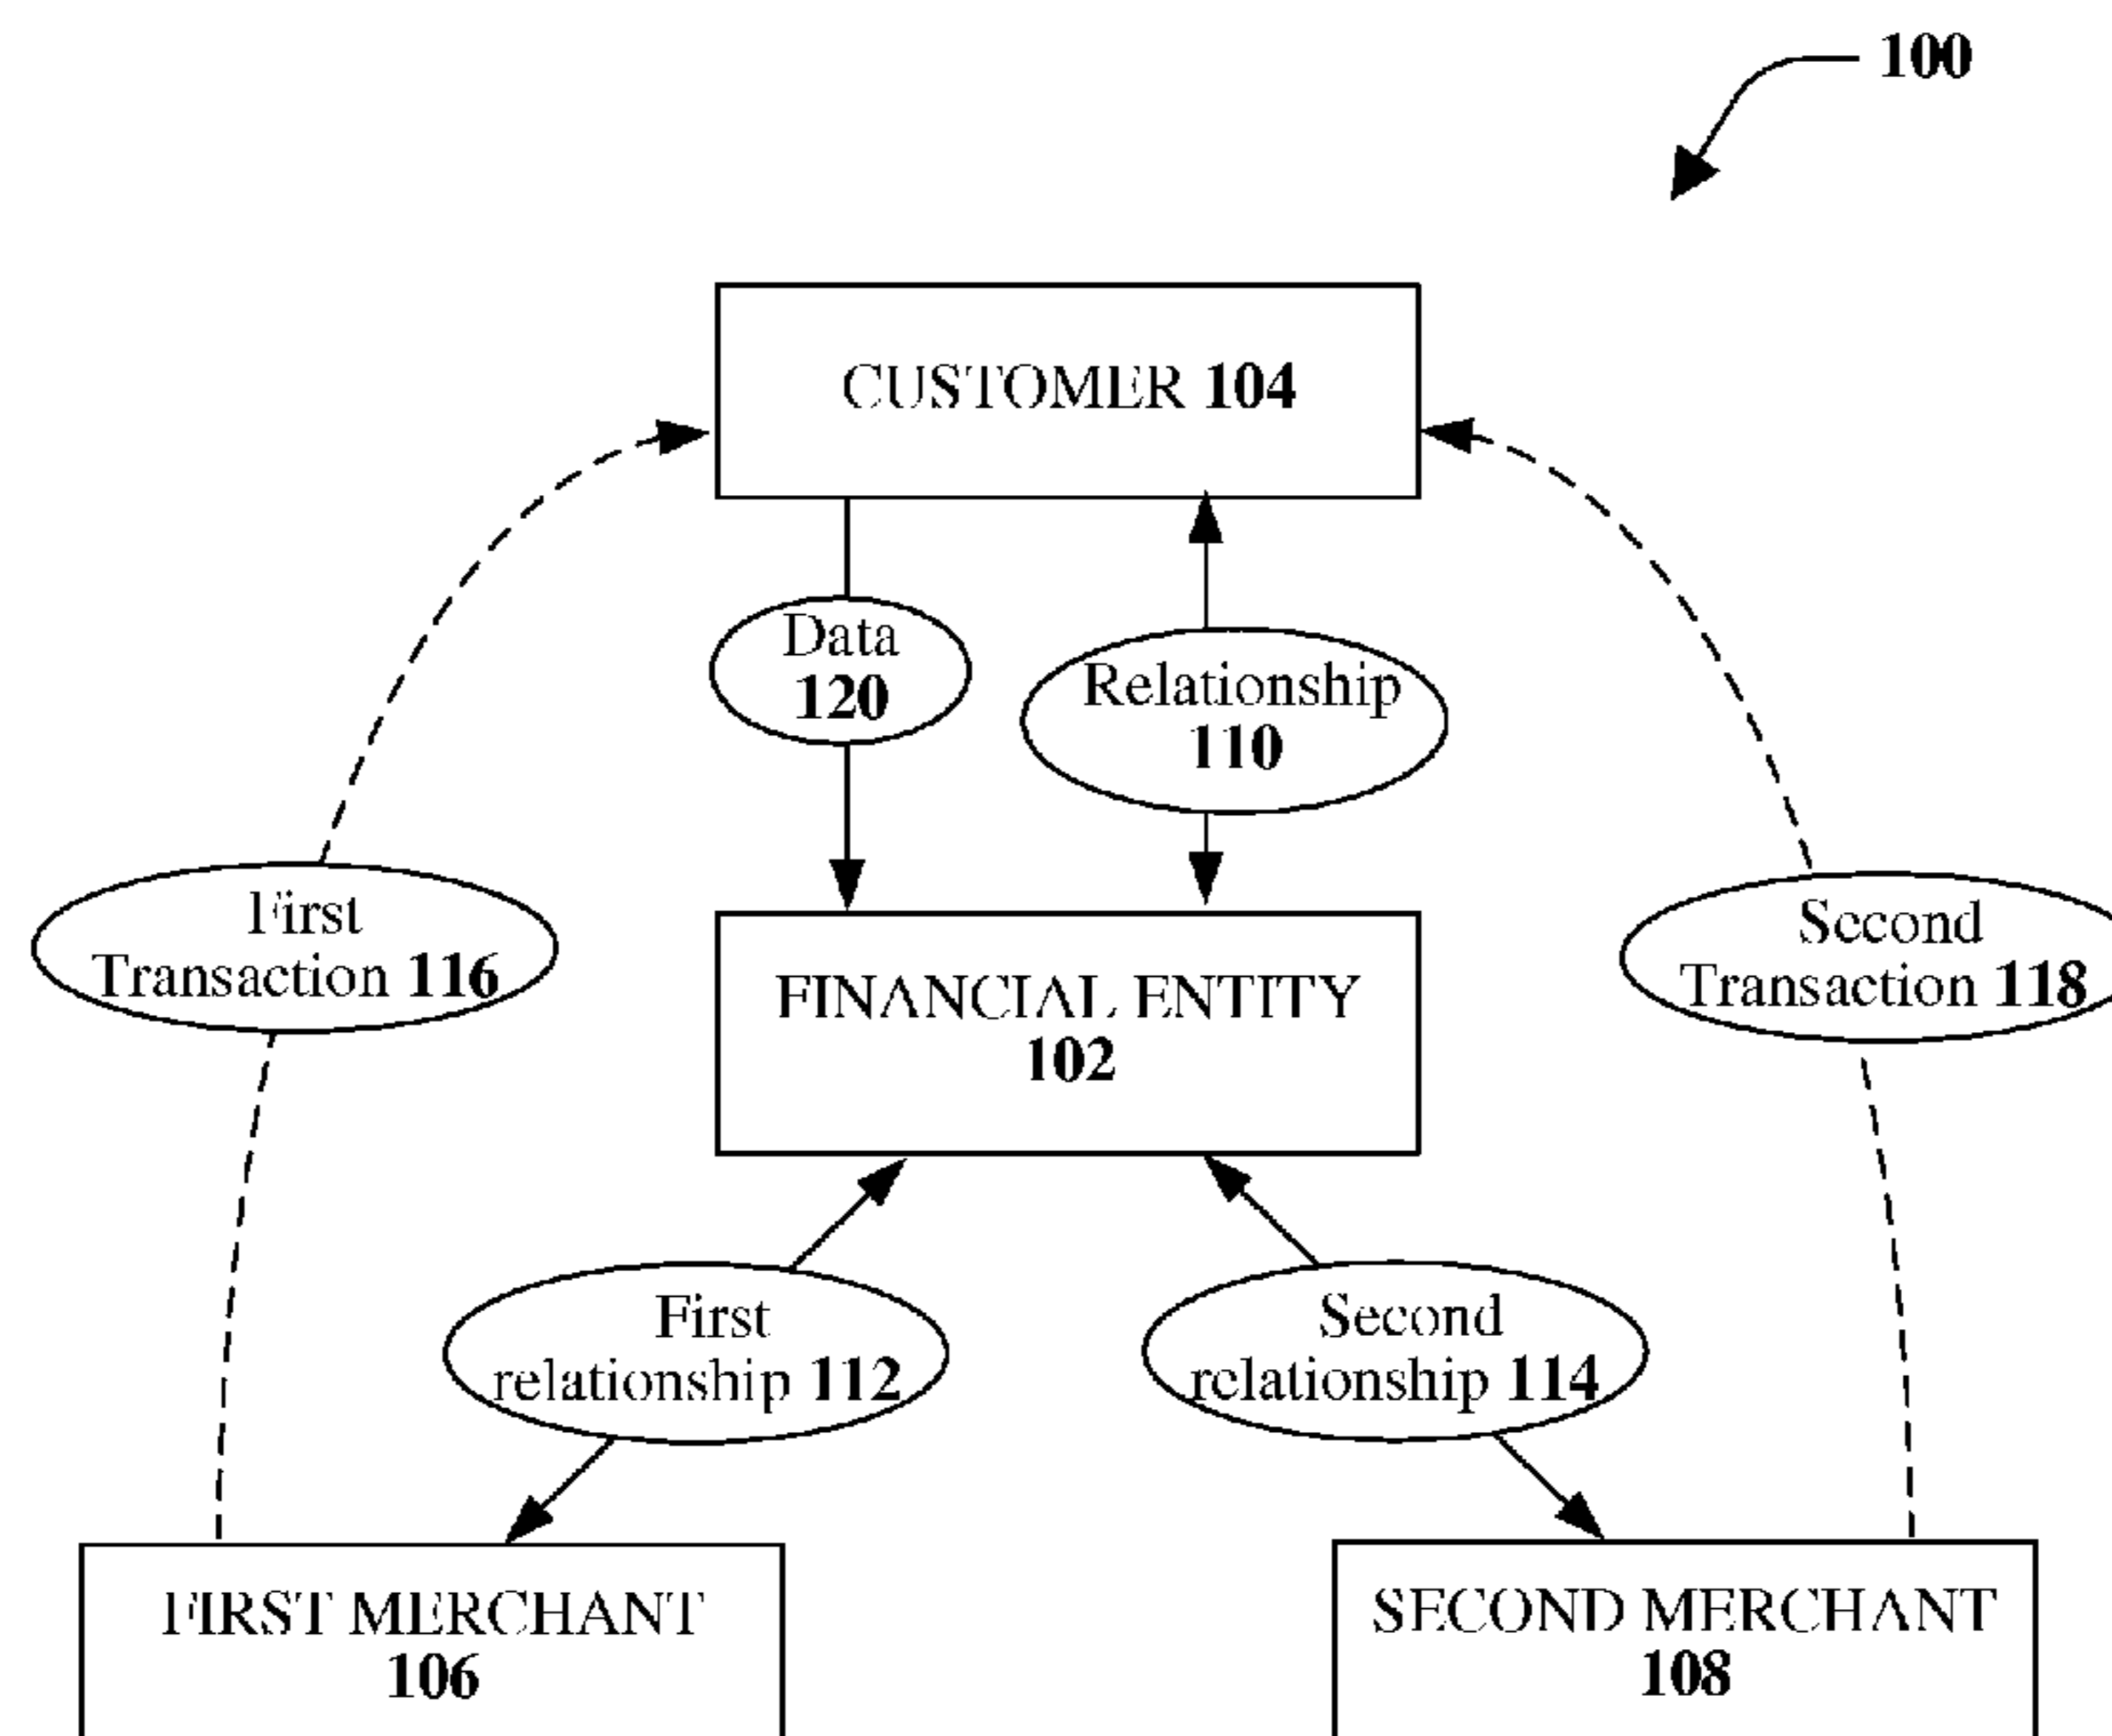 100
CUSTOMER 104
Data
120
Relationship
110
First
Transaction 116
Second
Transaction 118
FINANCIAL ENTITY
102
First
relationship 112
Second
relationship 114
FIRST MERCHANT
106
SECOND MERCHANT
108